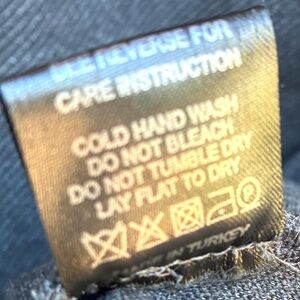 SEE REVERSE FOR
CARE INSTRUCTION
COLD HAND WASH
DO NOT BLEACH
DO NOT TUMBLE DRY
LAY FLAT TO DRY
MADE IN TURKEY